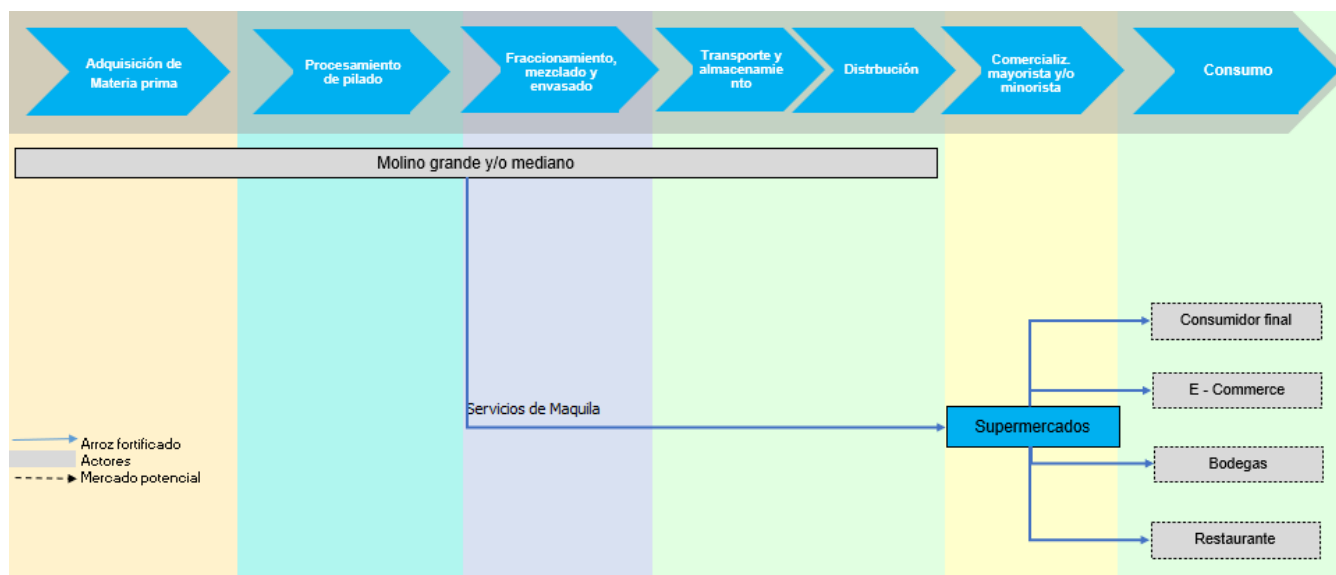 Adquisición de
Materia prima
Procesamiento
de pilado
Fraccionamiento,
mezclado y
envasado
Transporte y
almacenamie
nto
Distrbución
Comercializ.
mayorista y/o
minorista
Consumo
Molino grande y/o mediano
Consumidor final
E - Commerce
Servicios de Maquila
Supermercados
Arroz fortificado
Actores
Mercado potencial
Bodegas
Restaurante